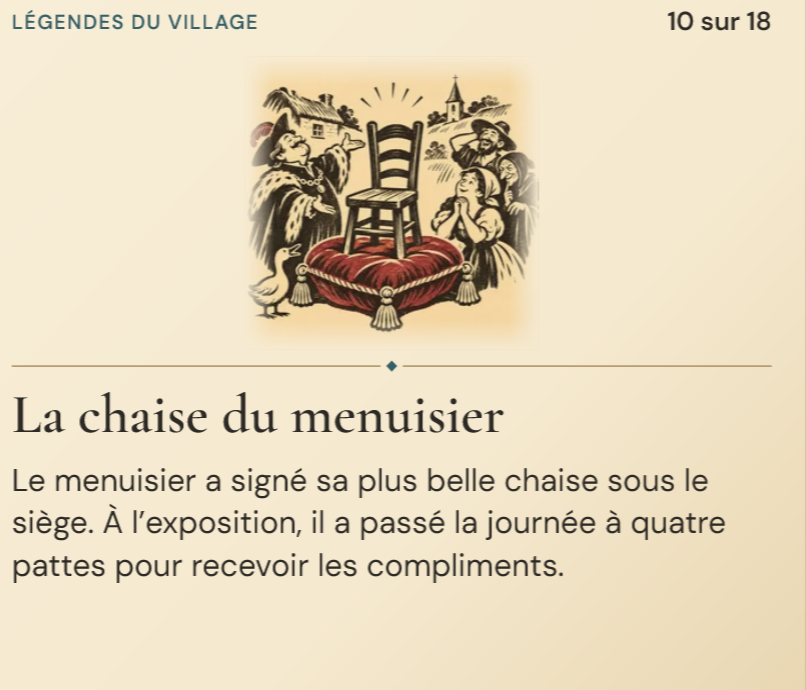 LÉGENDES DU VILLAGE
10 sur 18
La chaise du menuisier
Le menuisier a signé sa plus belle chaise sous le
siège. À l’exposition, il a passé la journée à quatre
pattes pour recevoir les compliments.